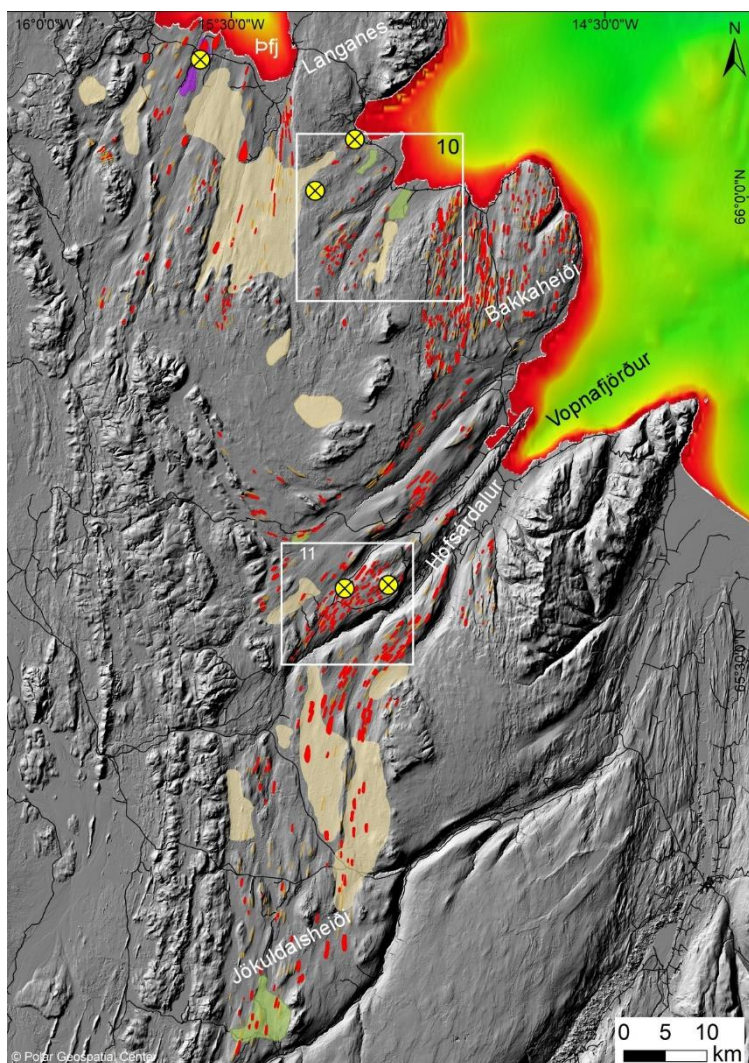 16°0'0"W
15°30'0"W
15°0'0"W
14°30'0"W
Þfj
Langanes
N
10
66°0'0"N
Bakkaheiði
Vopnafjörður
Hofsárdalur
11
65°30'0"N
Jökuldalsheiði
0 5 10
km
© Polar Geospatial Center